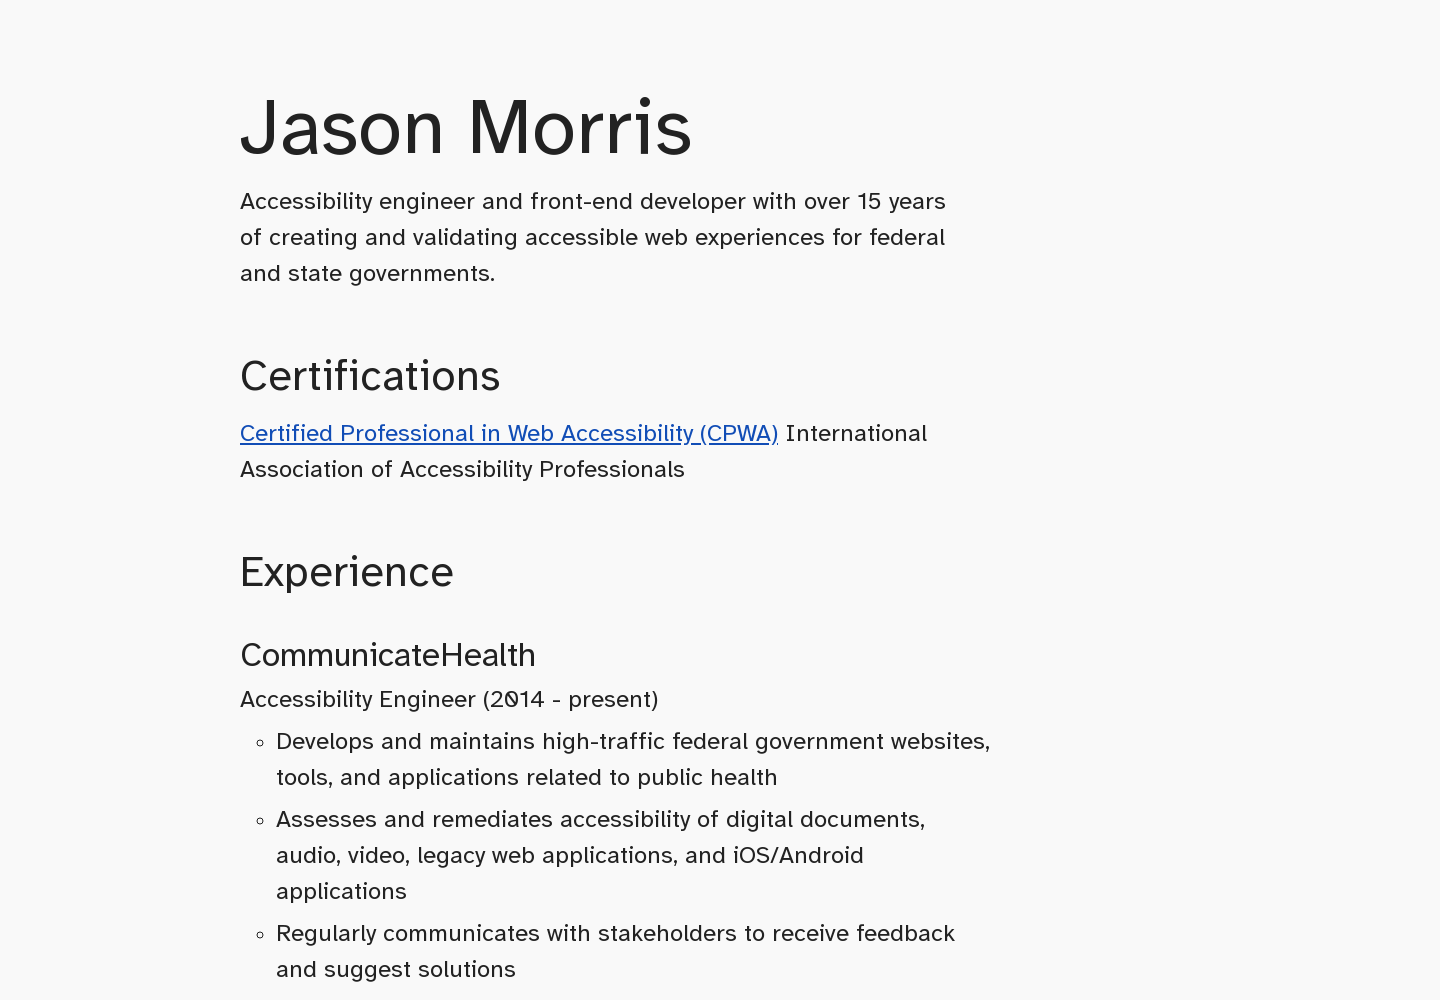 Jason Morris
Accessibility engineer and front-end developer with over 15 years
of creating and validating accessible web experiences for federal
and state governments.
Certifications
Certified Professional in Web Accessibility (CPWA) International
Association of Accessibility Professionals
Experience
CommunicateHealth
Accessibility Engineer (2014 - present)
Develops and maintains high-traffic federal government websites,
tools, and applications related to public health
Assesses and remediates accessibility of digital documents,
audio, video, legacy web applications, and iOS/Android
applications
Regularly communicates with stakeholders to receive feedback
and suggest solutions